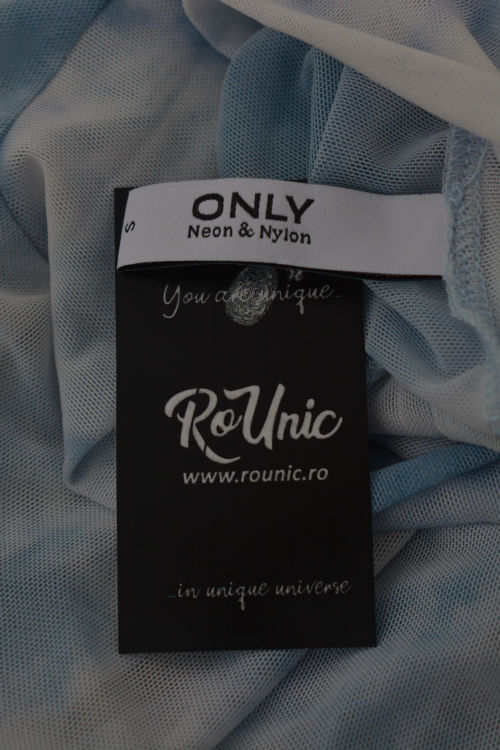 S
ONLY
Neon & Nylon
You are unique...
RoUnic
www.rounic.ro
...in unique universe